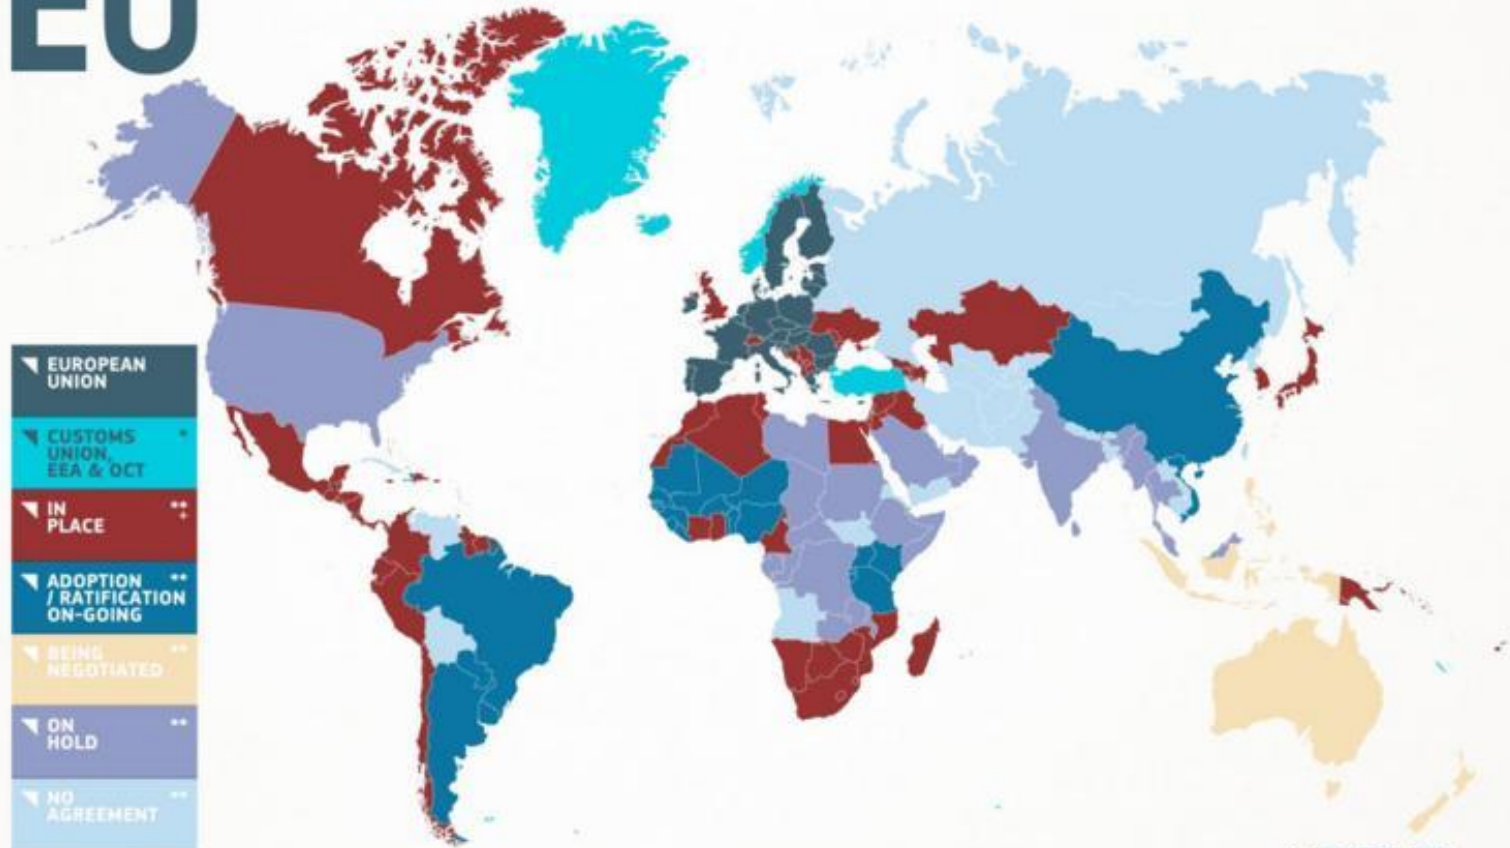 EU
EUROPEAN
UNION
CUSTOMS *
UNION,
EEA & OCT
IN
PLACE
ADOPTION **
/ RATIFICATION
ON-GOING
BEING **
NEGOTIATED
ON **
HOLD
NO **
AGREEMENT